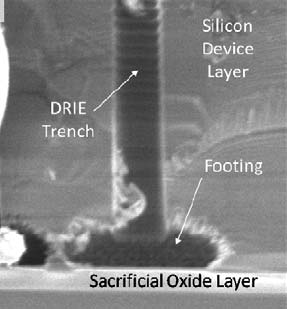 Silicon
Device
Layer
DRIE
Trench
Footing
Sacrificial Oxide Layer